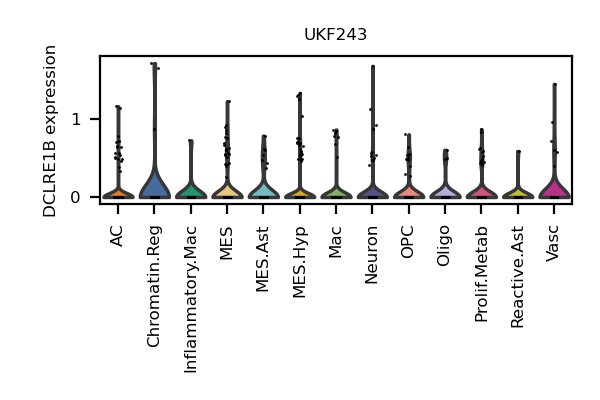 UKF243
DCLRE1B expression
1
0
AC
Chromatin.Reg
Inflammatory.Mac
MES
MES.Ast
MES.Hyp
Mac
Neuron
OPC
Oligo
Prolif.Metab
Reactive.Ast
Vasc